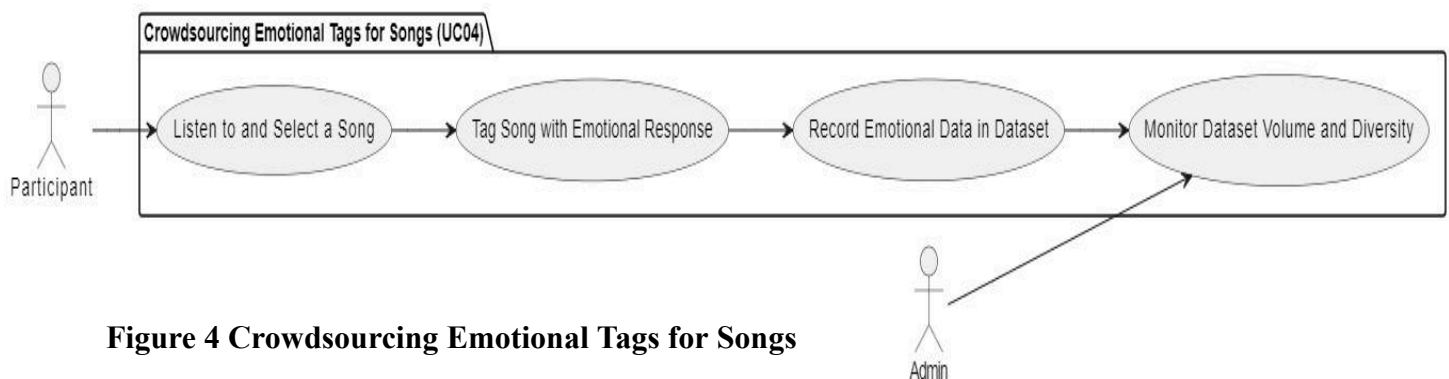 Crowdsourcing Emotional Tags for Songs (UC04)
Participant
Listen to and Select a Song
Tag Song with Emotional Response
Record Emotional Data in Dataset
Monitor Dataset Volume and Diversity
Admin
Figure 4 Crowdsourcing Emotional Tags for Songs